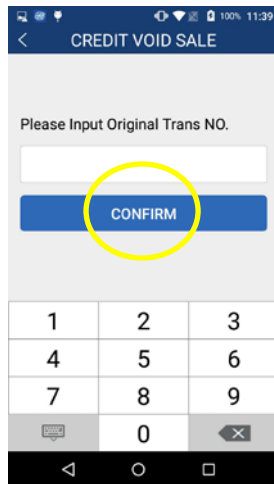 100% 11:39
CREDIT VOID SALE
Please Input Original Trans NO.
CONFIRM
1 2 3
4 5 6
7 8 9
0